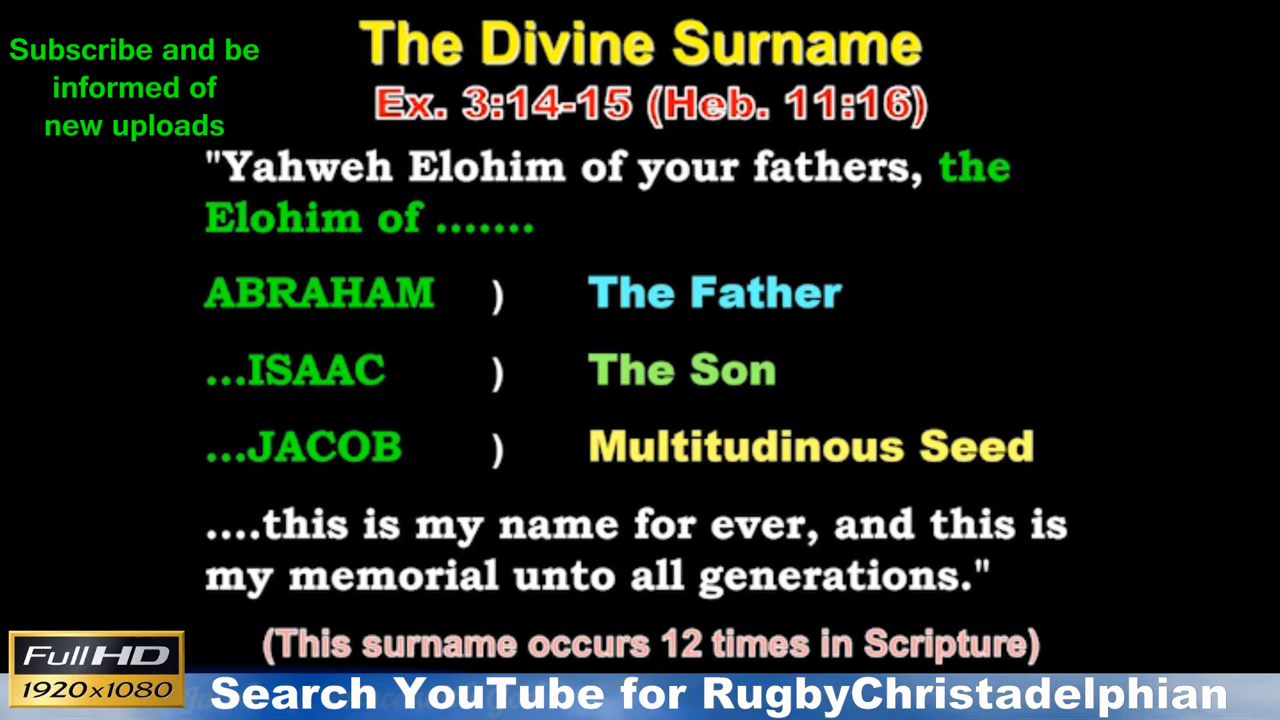 Subscribe and be
informed of
new uploads
The Divine Surname
Ex. 3:14-15 (Heb. 11:16)
"Yahweh Elohim of your fathers, the
Elohim of .......
ABRAHAM ) The Father
...ISAAC ) The Son
...JACOB ) Multitudinous Seed
....this is my name for ever, and this is
my memorial unto all generations."
(This surname occurs 12 times in Scripture)
Full HD
1920x1080
Search YouTube for RugbyChristadelphian